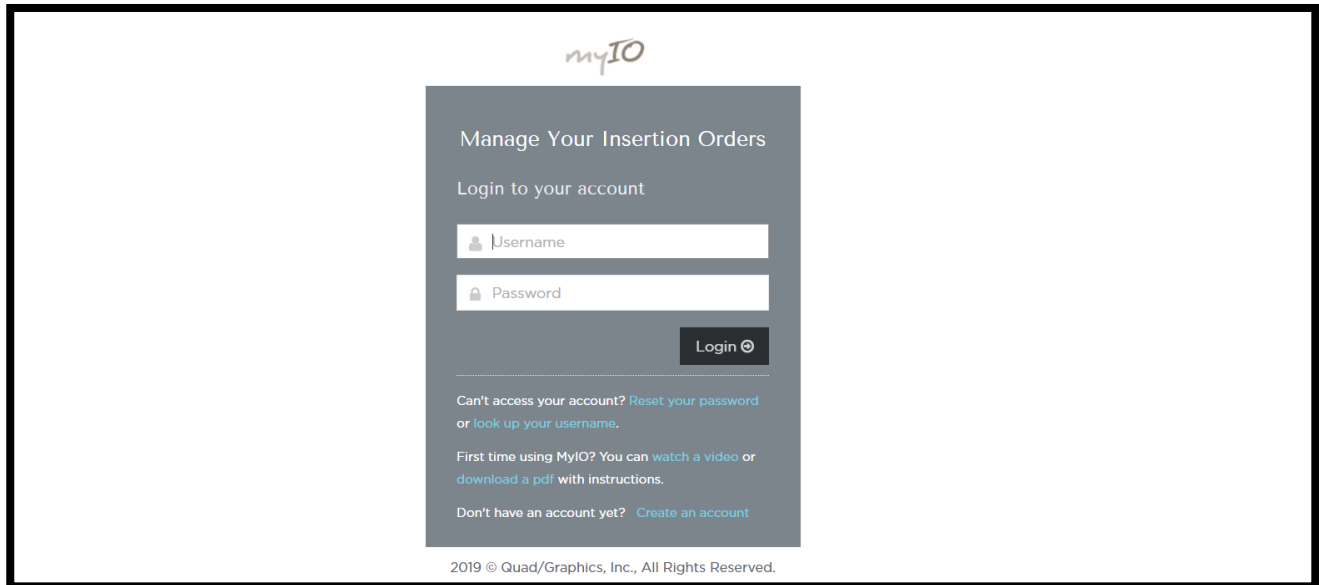 myIO
Manage Your Insertion Orders
Login to your account
Username
Password
Login
Can't access your account? Reset your password
or look up your username.
First time using MyIO? You can watch a video or
download a pdf with instructions.
Don't have an account yet? Create an account
2019 © Quad/Graphics, Inc., All Rights Reserved.